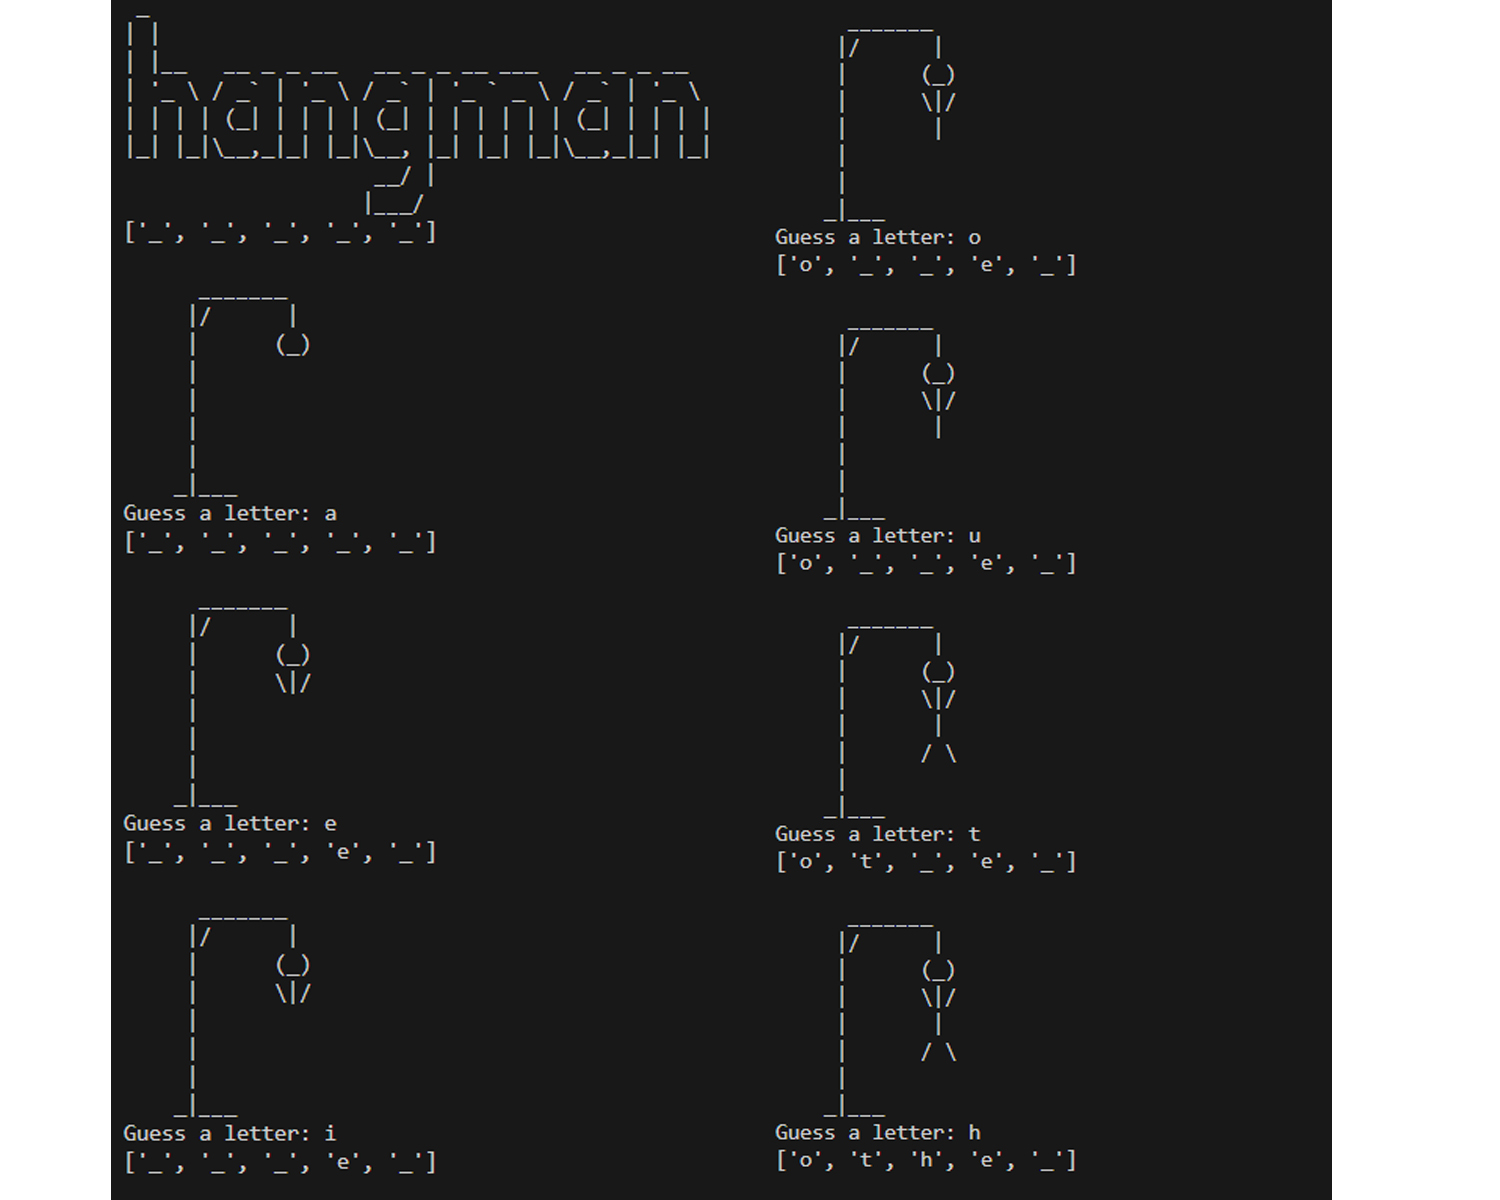 hangman
['_', '_', '_', '_', '_']
Guess a letter: a
['_', '_', '_', '_', '_']
Guess a letter: e
['_', '_', '_', 'e', '_']
Guess a letter: i
['_', '_', '_', 'e', '_']
Guess a letter: o
['o', '_', '_', 'e', '_']
Guess a letter: u
['o', '_', '_', 'e', '_']
Guess a letter: t
['o', 't', '_', 'e', '_']
Guess a letter: h
['o', 't', 'h', 'e', '_']